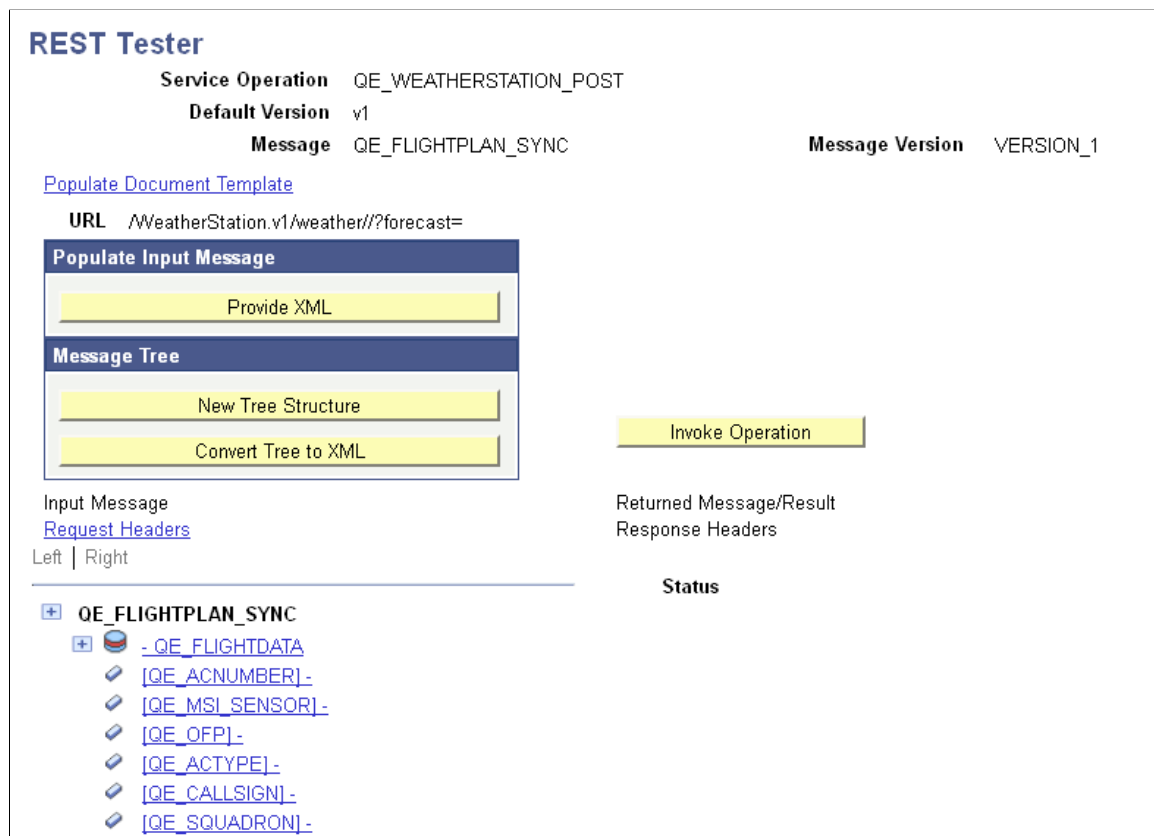 REST Tester
Service Operation QE_WEATHERSTATION_POST
Default Version v1
Message QE_FLIGHTPLAN_SYNC Message Version VERSION_1
Populate Document Template
URL /WeatherStation.v1/weather//?forecast=
Populate Input Message
Provide XML
Message Tree
New Tree Structure
Convert Tree to XML
Invoke Operation
Input Message Returned Message/Result
Request Headers Response Headers
Left | Right
Status
QE_FLIGHTPLAN_SYNC
- QE_FLIGHTDATA
[QE_ACNUMBER] -
[QE_MSI_SENSOR] -
[QE_OFP] -
[QE_ACTYPE] -
[QE_CALLSIGN] -
[QE_SQUADRON] -